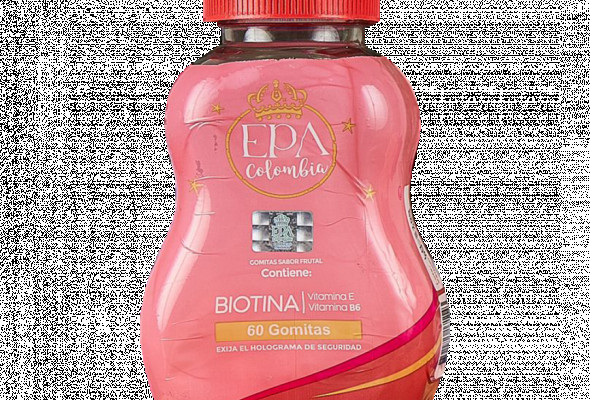 EPA
Colombia
GOMITAS SABOR FRUTAL
Contiene:
BIOTINA
Vitamina E
Vitamina B6
60 Gomitas
EXIJA EL HOLOGRAMA DE SEGURIDAD